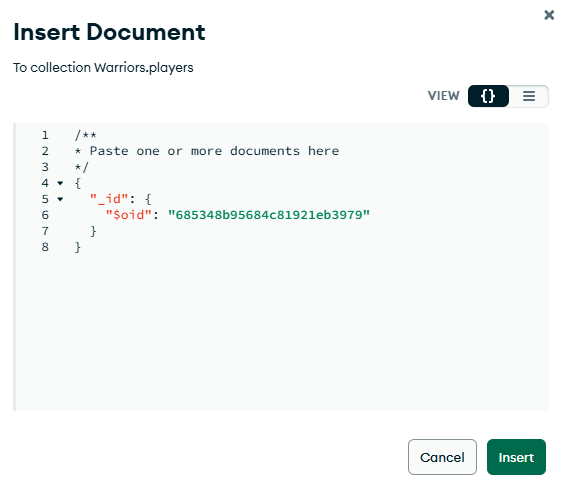 Insert Document
To collection Warriors.players
VIEW {}
1 /**
2 * Paste one or more documents here
3 */
4 {
5 "_id": {
6 "$oid": "685348b95684c81921eb3979"
7 }
8 }
Cancel Insert